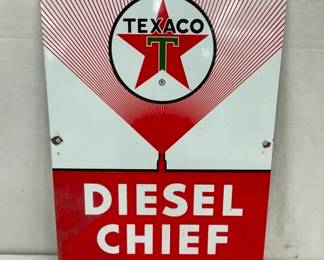 TEXACO
T
®
DIESEL
CHIEF